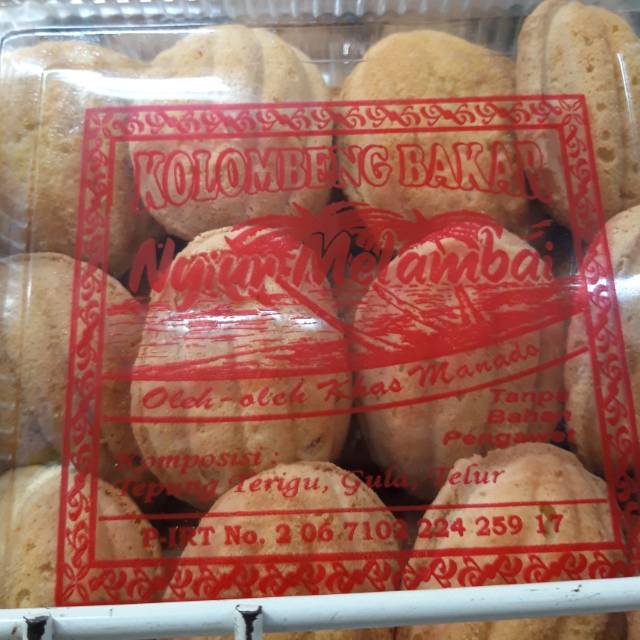 KOLOMBENG BAKAR
Nyiur Melambai
Oleh-oleh Khas Manado
Tanpa
Bahan
Pengawet
Komposisi :
Tepung Terigu, Gula, Telur
P-IRT No. 2 06 7102 224 259 17